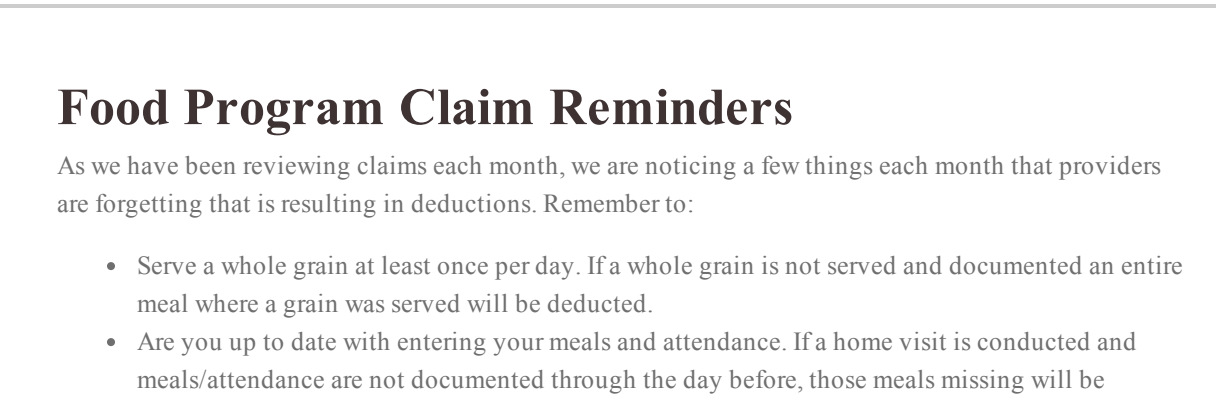 Food Program Claim Reminders
As we have been reviewing claims each month, we are noticing a few things each month that providers
are forgetting that is resulting in deductions. Remember to:
• Serve a whole grain at least once per day. If a whole grain is not served and documented an entire
meal where a grain was served will be deducted.
• Are you up to date with entering your meals and attendance. If a home visit is conducted and
meals/attendance are not documented through the day before, those meals missing will be